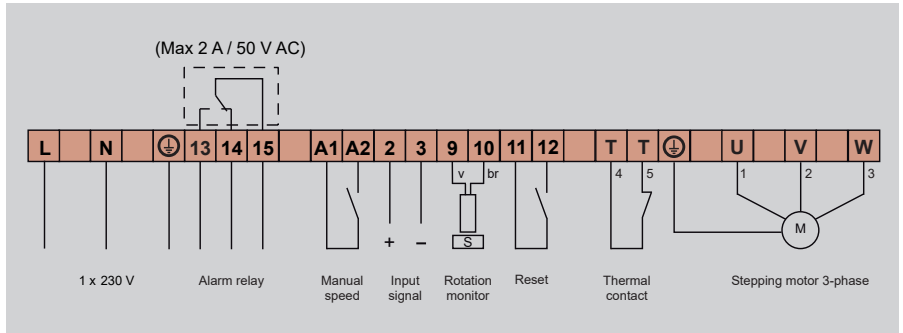 (Max 2 A / 50 V AC)
L N 13 14 15 A1 A2 2 3 9 10 11 12 T T U V W
v br 4 5 1 2 3
M
+ – S
1 x 230 V Alarm relay Manual speed Input signal Rotation monitor Reset Thermal contact Stepping motor 3-phase